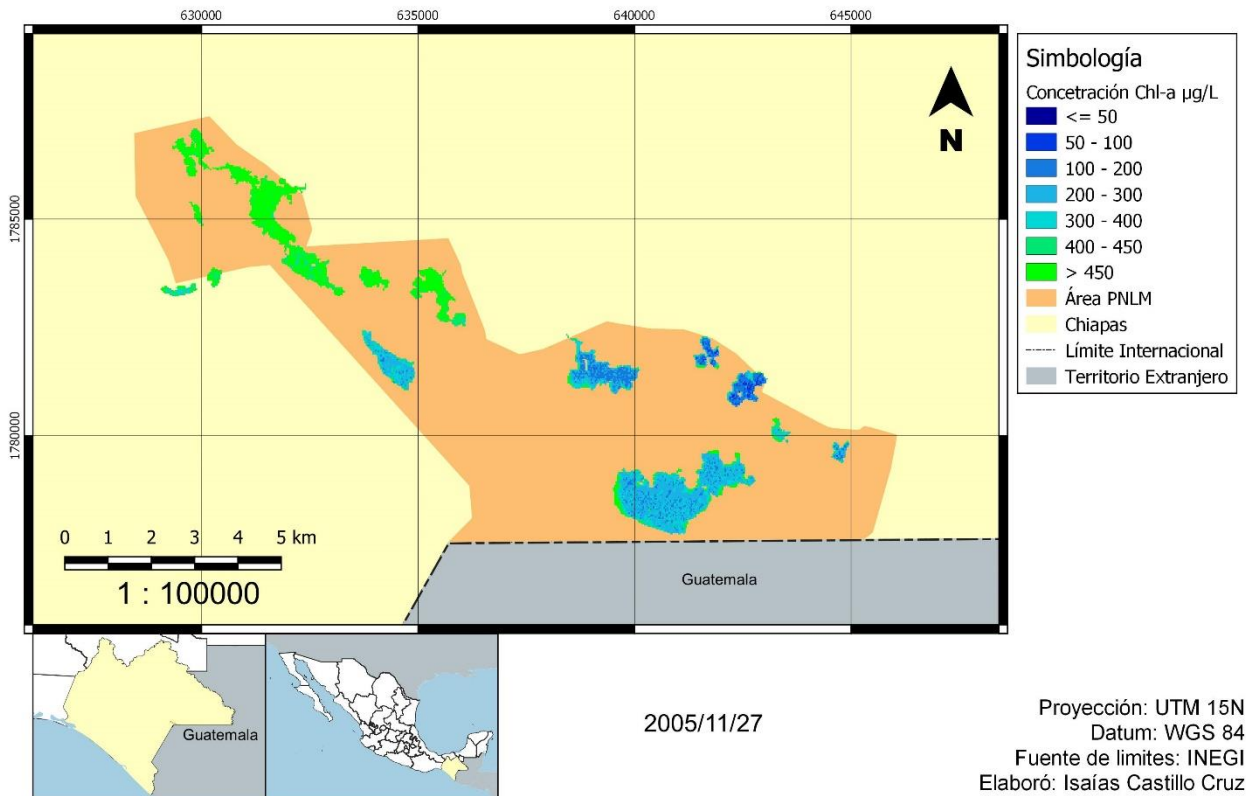 630000
635000
640000
645000
1785000
1780000
N
0 1 2 3 4 5 km
1 : 100000
Guatemala
Simbología
Concetración Chl-a µg/L
<= 50
50 - 100
100 - 200
200 - 300
300 - 400
400 - 450
> 450
Área PNLM
Chiapas
Límite Internacional
Territorio Extranjero
Guatemala
2005/11/27
Proyección: UTM 15N
Datum: WGS 84
Fuente de limites: INEGI
Elaboró: Isaías Castillo Cruz